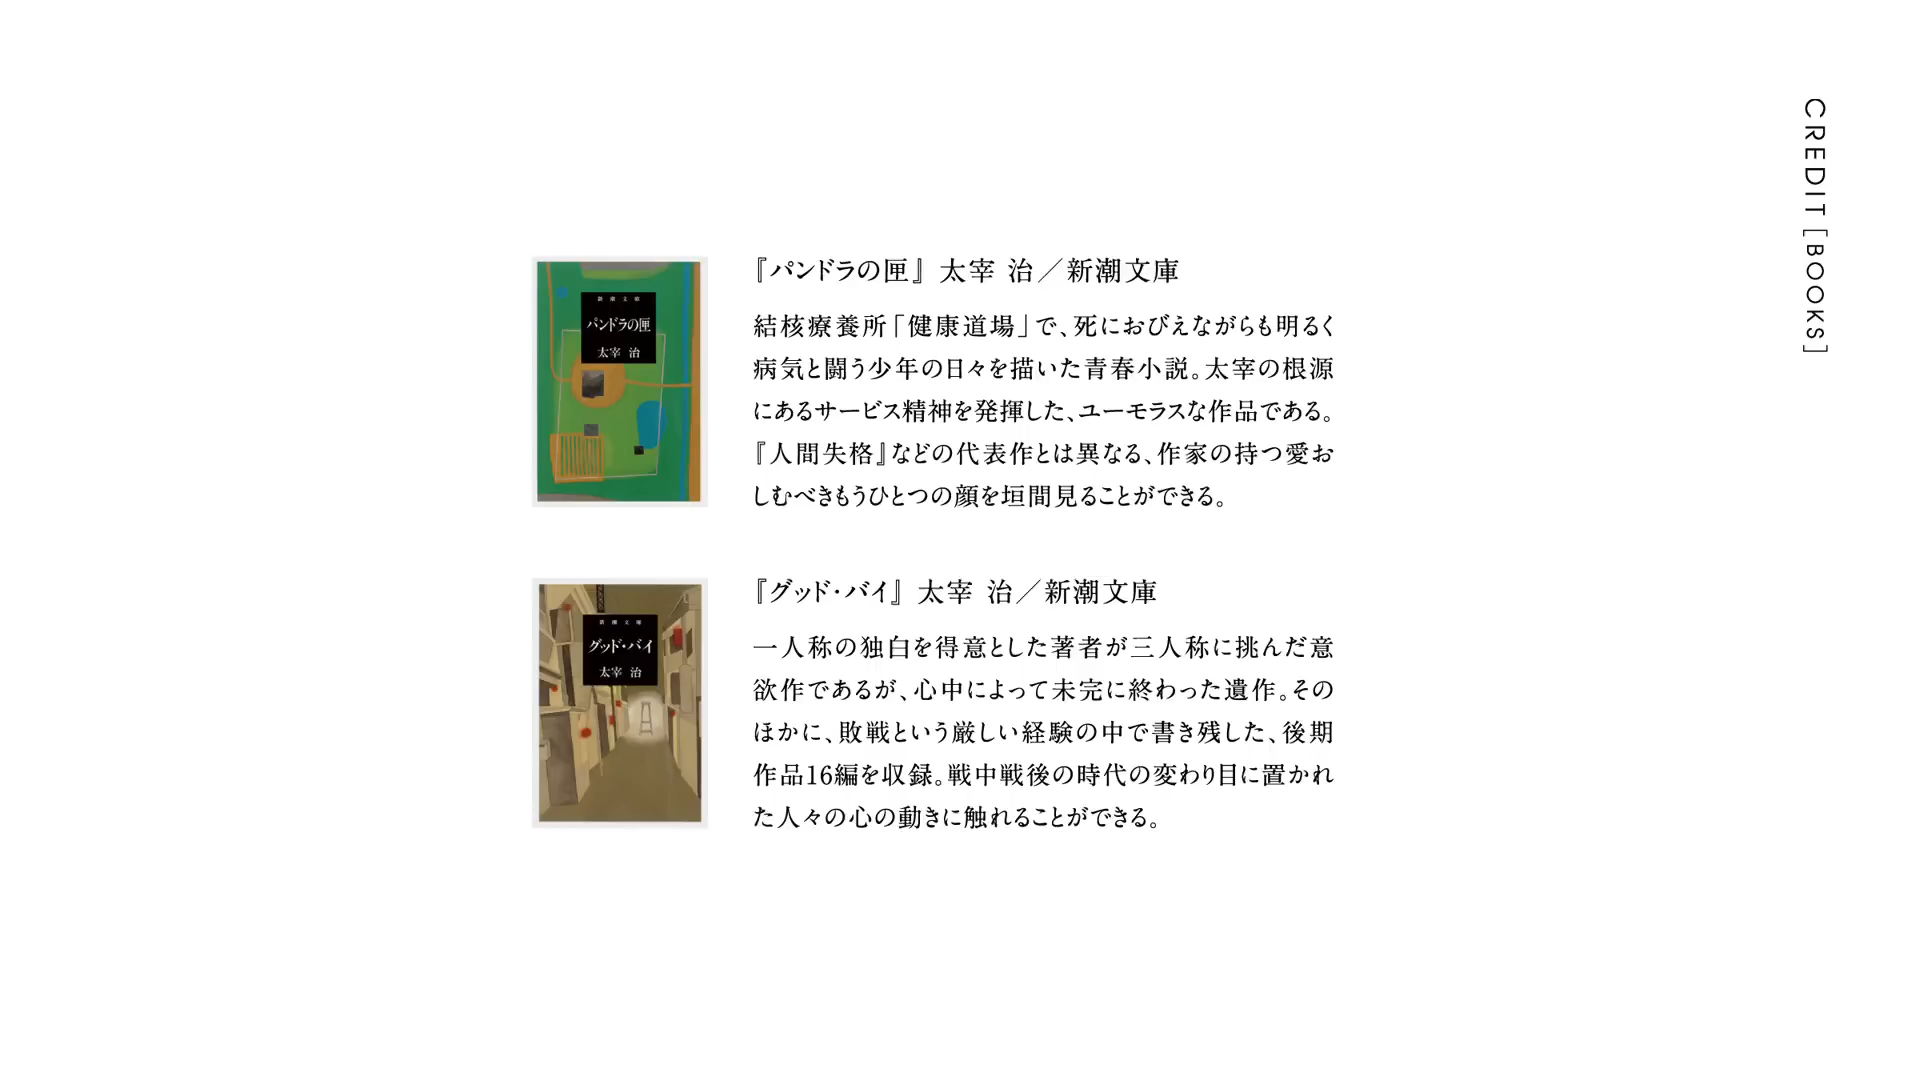 CREDIT [BOOKS]
新潮文庫
パンドラの匣
太宰 治
『パンドラの匣』 太宰 治／新潮文庫
結核療養所「健康道場」で、死におびえながらも明るく
病気と闘う少年の日々を描いた青春小説。太宰の根源
にあるサービス精神を発揮した、ユーモラスな作品である。
『人間失格』などの代表作とは異なる、作家の持つ愛お
しむべきもうひとつの顔を垣間見ることができる。
新潮文庫
グッド・バイ
太宰 治
『グッド・バイ』 太宰 治／新潮文庫
一人称の独白を得意とした著者が三人称に挑んだ意
欲作であるが、心中によって未完に終わった遺作。その
ほかに、敗戦という厳しい経験の中で書き残した、後期
作品16編を収録。戦中戦後の時代の変わり目に置かれ
た人々の心の動きに触れることができる。